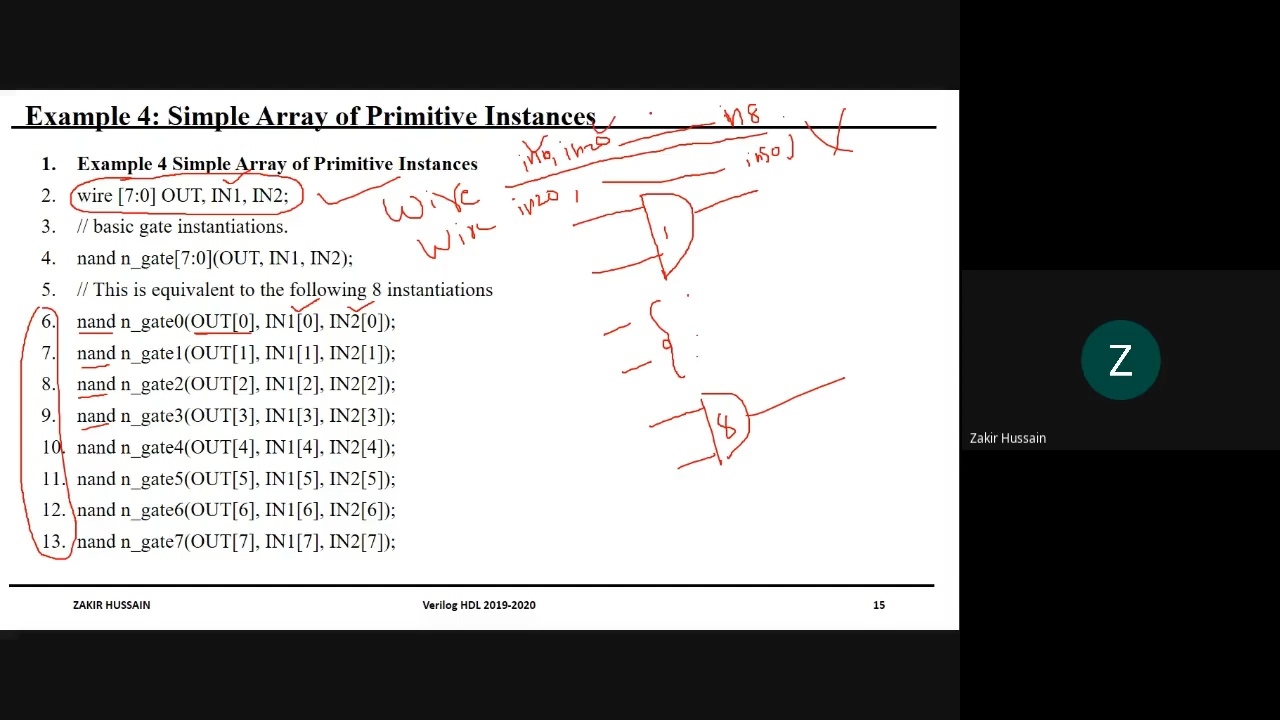 Example 4: Simple Array of Primitive Instances
in8
1. Example 4 Simple Array of Primitive Instances
2. wire [7:0] OUT, IN1, IN2;
wire
wire in20,
3. // basic gate instantiations.
1
4. nand n_gate[7:0](OUT, IN1, IN2);
5. // This is equivalent to the following 8 instantiations
6. nand n_gate0(OUT[0], IN1[0], IN2[0]);
7. nand n_gate1(OUT[1], IN1[1], IN2[1]);
8. nand n_gate2(OUT[2], IN1[2], IN2[2]);
9. nand n_gate3(OUT[3], IN1[3], IN2[3]);
8
10. nand n_gate4(OUT[4], IN1[4], IN2[4]);
11. nand n_gate5(OUT[5], IN1[5], IN2[5]);
12. nand n_gate6(OUT[6], IN1[6], IN2[6]);
13. nand n_gate7(OUT[7], IN1[7], IN2[7]);
ZAKIR HUSSAIN Verilog HDL 2019-2020 15
Z
Zakir Hussain